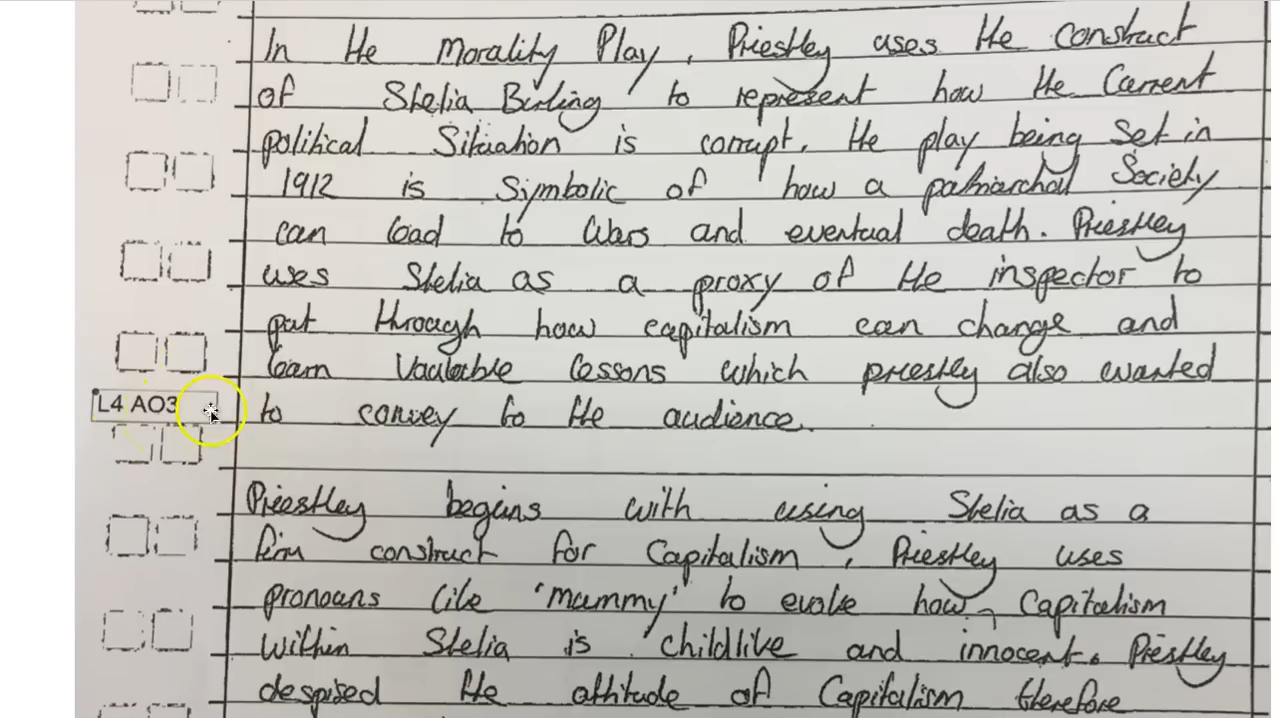 In the Morality Play, Priestley uses the construct
of Shelia Birling to represent how the current
political Situation is corrupt, the play being Set in
1912 is Symbolic of how a patriarchal Society
can lead to Wars and eventual death. Priestley
uses Shelia as a proxy of the inspector to
put through how capitalism can change and
learn Valuable lessons which priestley also wanted
L4 AO3
to convey to the audience.
Priestley begins with using Shelia as a
firm construct for Capitalism, Priestley uses
pronouns like 'mummy' to evoke how Capitalism
Within Shelia is childlike and innocent. Priestley
despised the attitude of Capitalism therefore